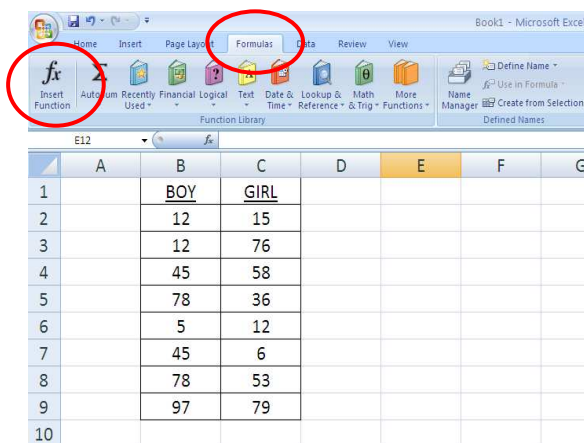 Book1 - Microsoft Excel
Home Insert Page Layout Formulas Data Review View
fx Insert Function
Σ AutoSum
Recently Used
Financial
Logical
Text
Date & Time
Lookup & Reference
Math & Trig
More Functions
Function Library
Name Manager
Define Name
Use in Formula
Create from Selection
Defined Names
E12 fx
A B C D E F G
1 BOY GIRL
2 12 15
3 12 76
4 45 58
5 78 36
6 5 12
7 45 6
8 78 53
9 97 79
10